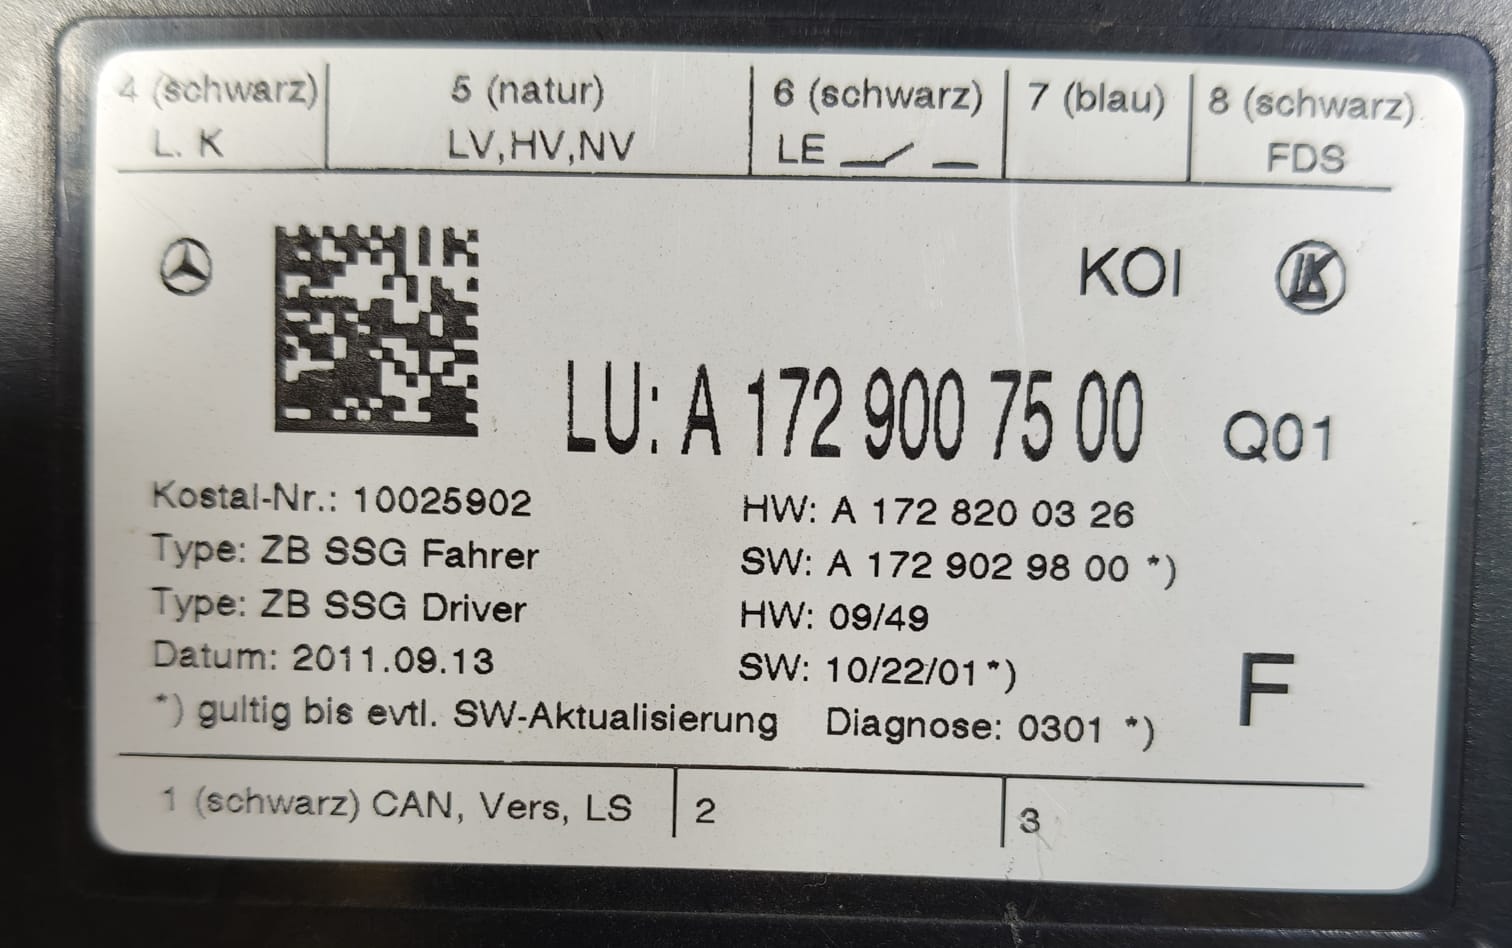 4 (schwarz) 5 (natur) 6 (schwarz) 7 (blau) 8 (schwarz)
L. K LV,HV,NV LE FDS
KOI
LU: A 172 900 75 00 Q01
Kostal-Nr.: 10025902 HW: A 172 820 03 26
Type: ZB SSG Fahrer SW: A 172 902 98 00 *)
Type: ZB SSG Driver HW: 09/49
Datum: 2011.09.13 SW: 10/22/01 *)
F
*) gultig bis evtl. SW-Aktualisierung Diagnose: 0301 *)
1 (schwarz) CAN, Vers, LS 2 3